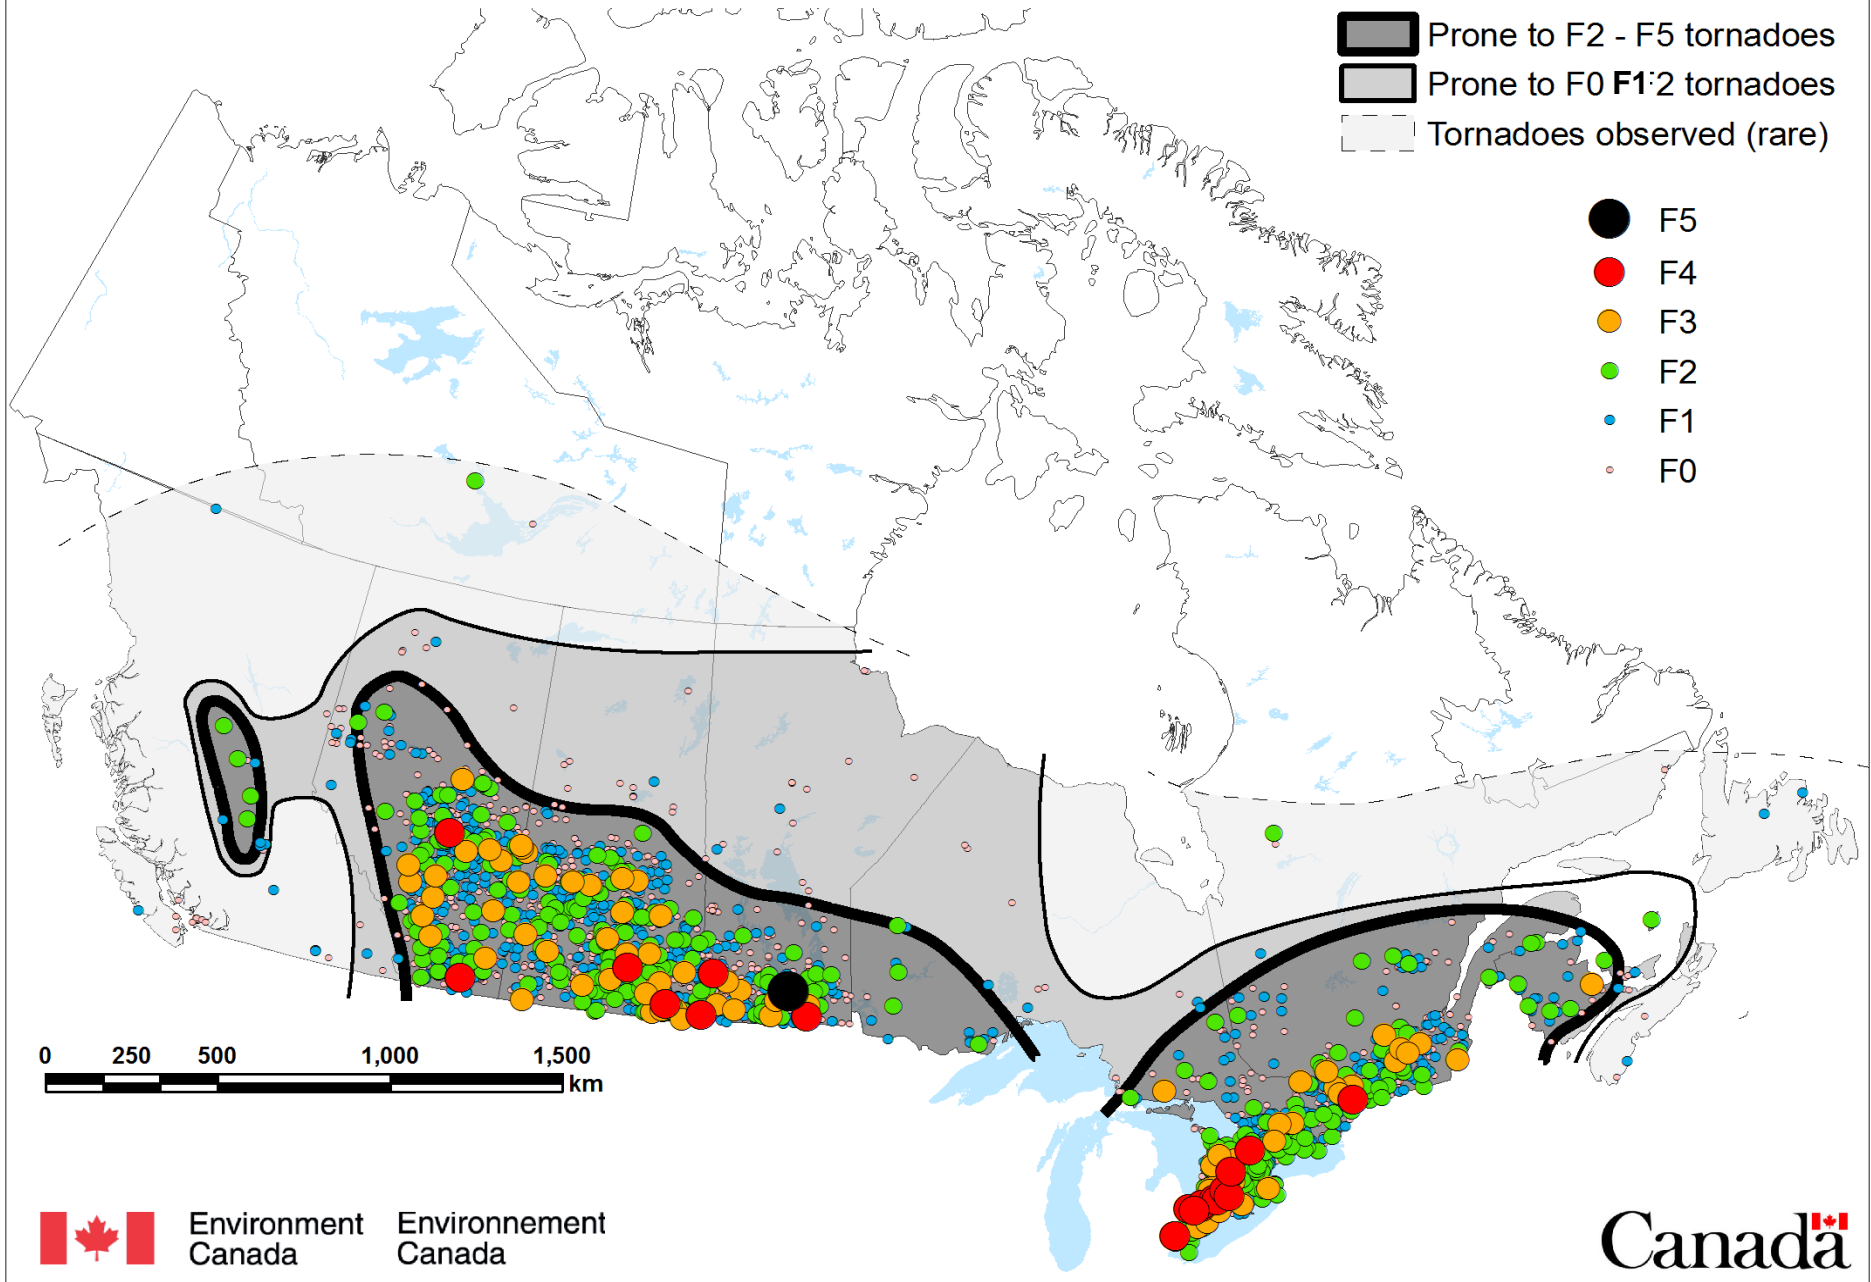 Prone to F2 - F5 tornadoes
Prone to F0 F1:2 tornadoes
Tornadoes observed (rare)
F5
F4
F3
F2
F1
F0
0 250 500 1,000 1,500
km
Environment Environnement
Canada Canada
Canada